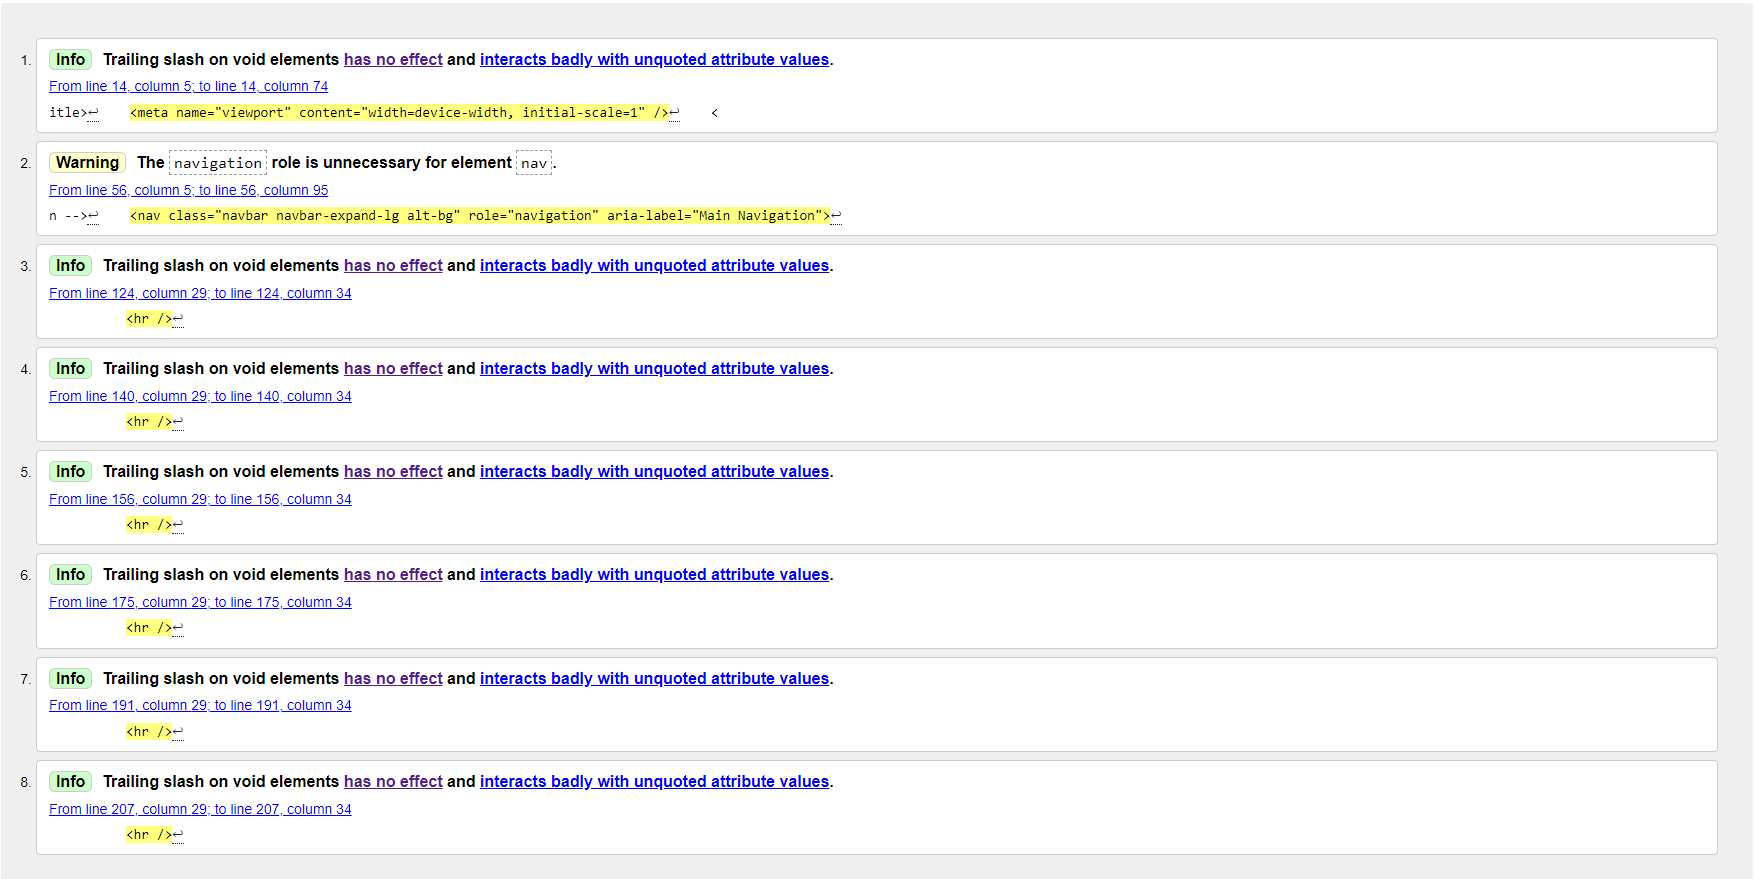 1. Info Trailing slash on void elements has no effect and interacts badly with unquoted attribute values.
From line 14, column 5; to line 14, column 74
itle>↩    <meta name="viewport" content="width=device-width, initial-scale=1" />↩    <
2. Warning The navigation role is unnecessary for element nav.
From line 56, column 5; to line 56, column 95
n -->↩    <nav class="navbar navbar-expand-lg alt-bg" role="navigation" aria-label="Main Navigation">↩
3. Info Trailing slash on void elements has no effect and interacts badly with unquoted attribute values.
From line 124, column 29; to line 124, column 34
<hr />↩
4. Info Trailing slash on void elements has no effect and interacts badly with unquoted attribute values.
From line 140, column 29; to line 140, column 34
<hr />↩
5. Info Trailing slash on void elements has no effect and interacts badly with unquoted attribute values.
From line 156, column 29; to line 156, column 34
<hr />↩
6. Info Trailing slash on void elements has no effect and interacts badly with unquoted attribute values.
From line 175, column 29; to line 175, column 34
<hr />↩
7. Info Trailing slash on void elements has no effect and interacts badly with unquoted attribute values.
From line 191, column 29; to line 191, column 34
<hr />↩
8. Info Trailing slash on void elements has no effect and interacts badly with unquoted attribute values.
From line 207, column 29; to line 207, column 34
<hr />↩